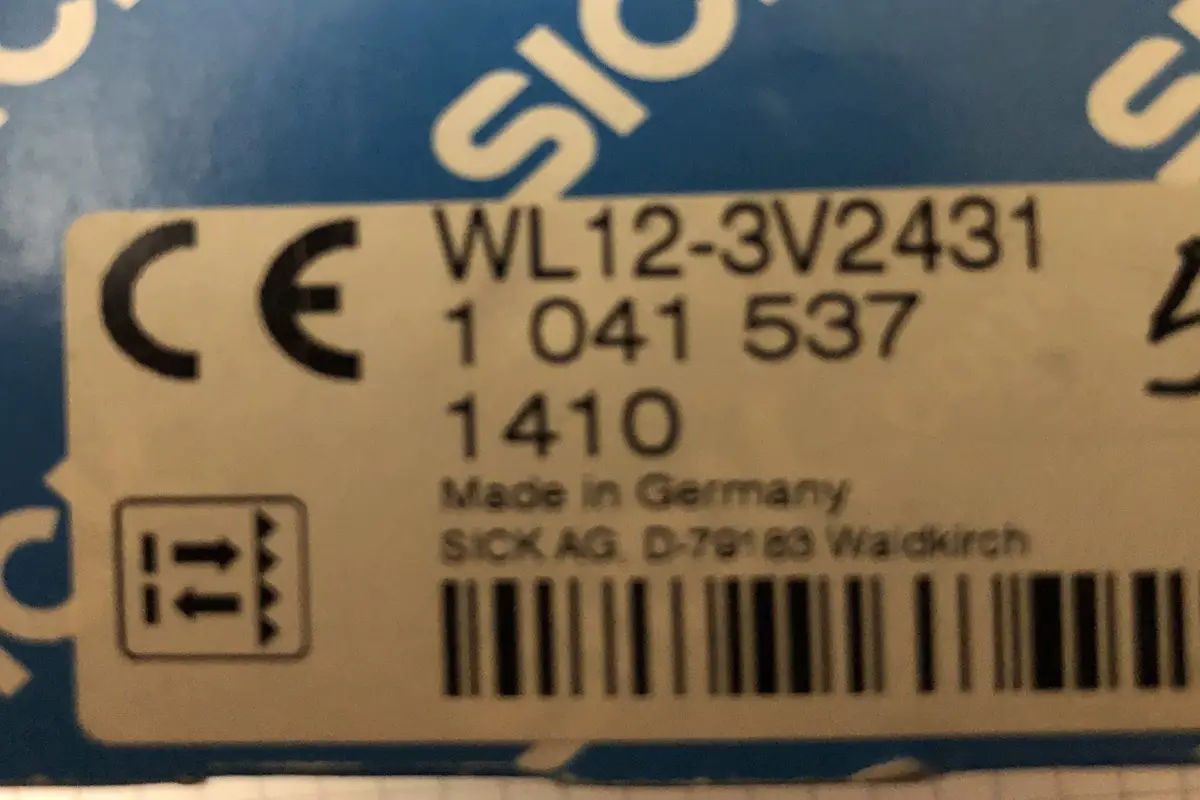 SICK
CE
WL12-3V2431
1 041 537
1410
Made in Germany
SICK AG. D-79183 Waldkirch